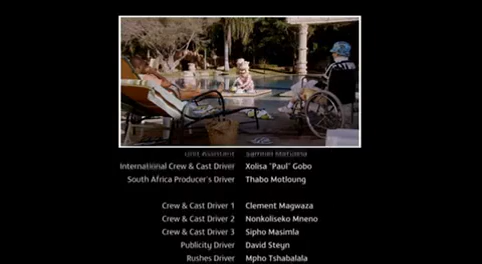 Unit Assistant
International Crew & Cast Driver Xolisa "Paul" Gobo
South Africa Producer's Driver Thabo Motloung
Crew & Cast Driver 1 Clement Magwaza
Crew & Cast Driver 2 Nonkoliseko Mneno
Crew & Cast Driver 3 Sipho Masimla
Publicity Driver David Steyn
Rushes Driver Mpho Tshabalala